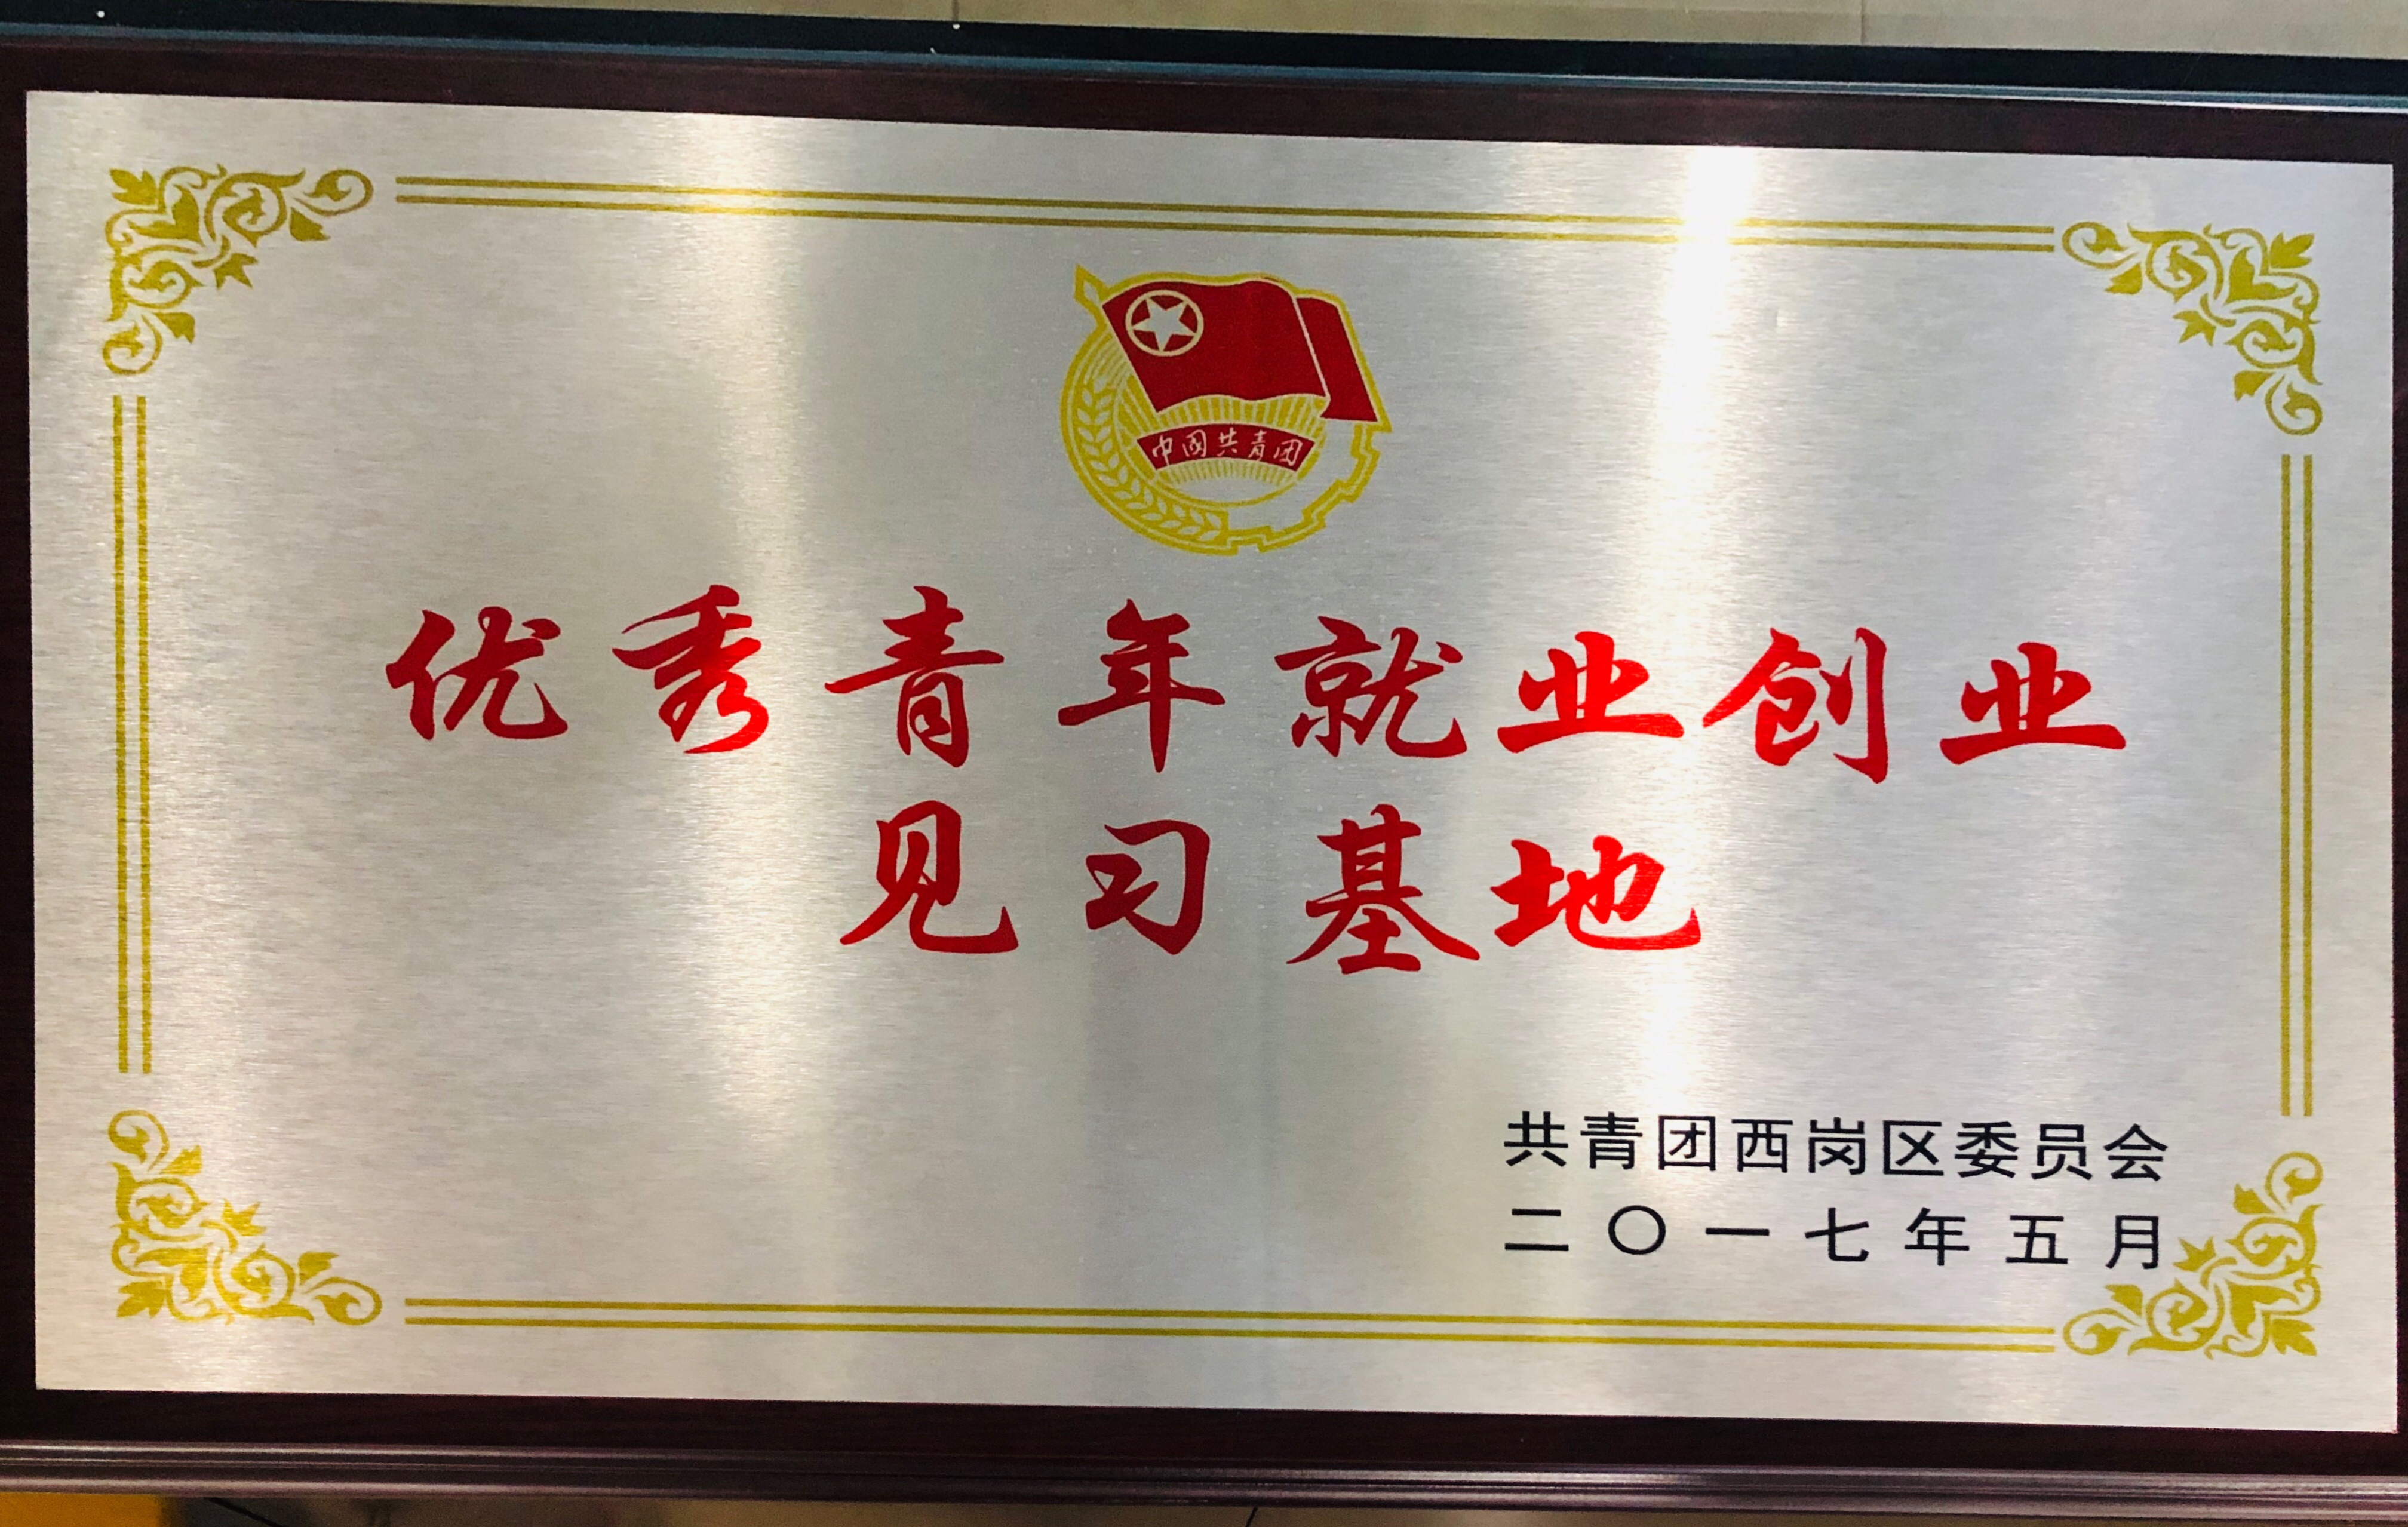 中國共青团
优秀青年就业创业
见习基地
共青团西岗区委员会
二〇一七年五月